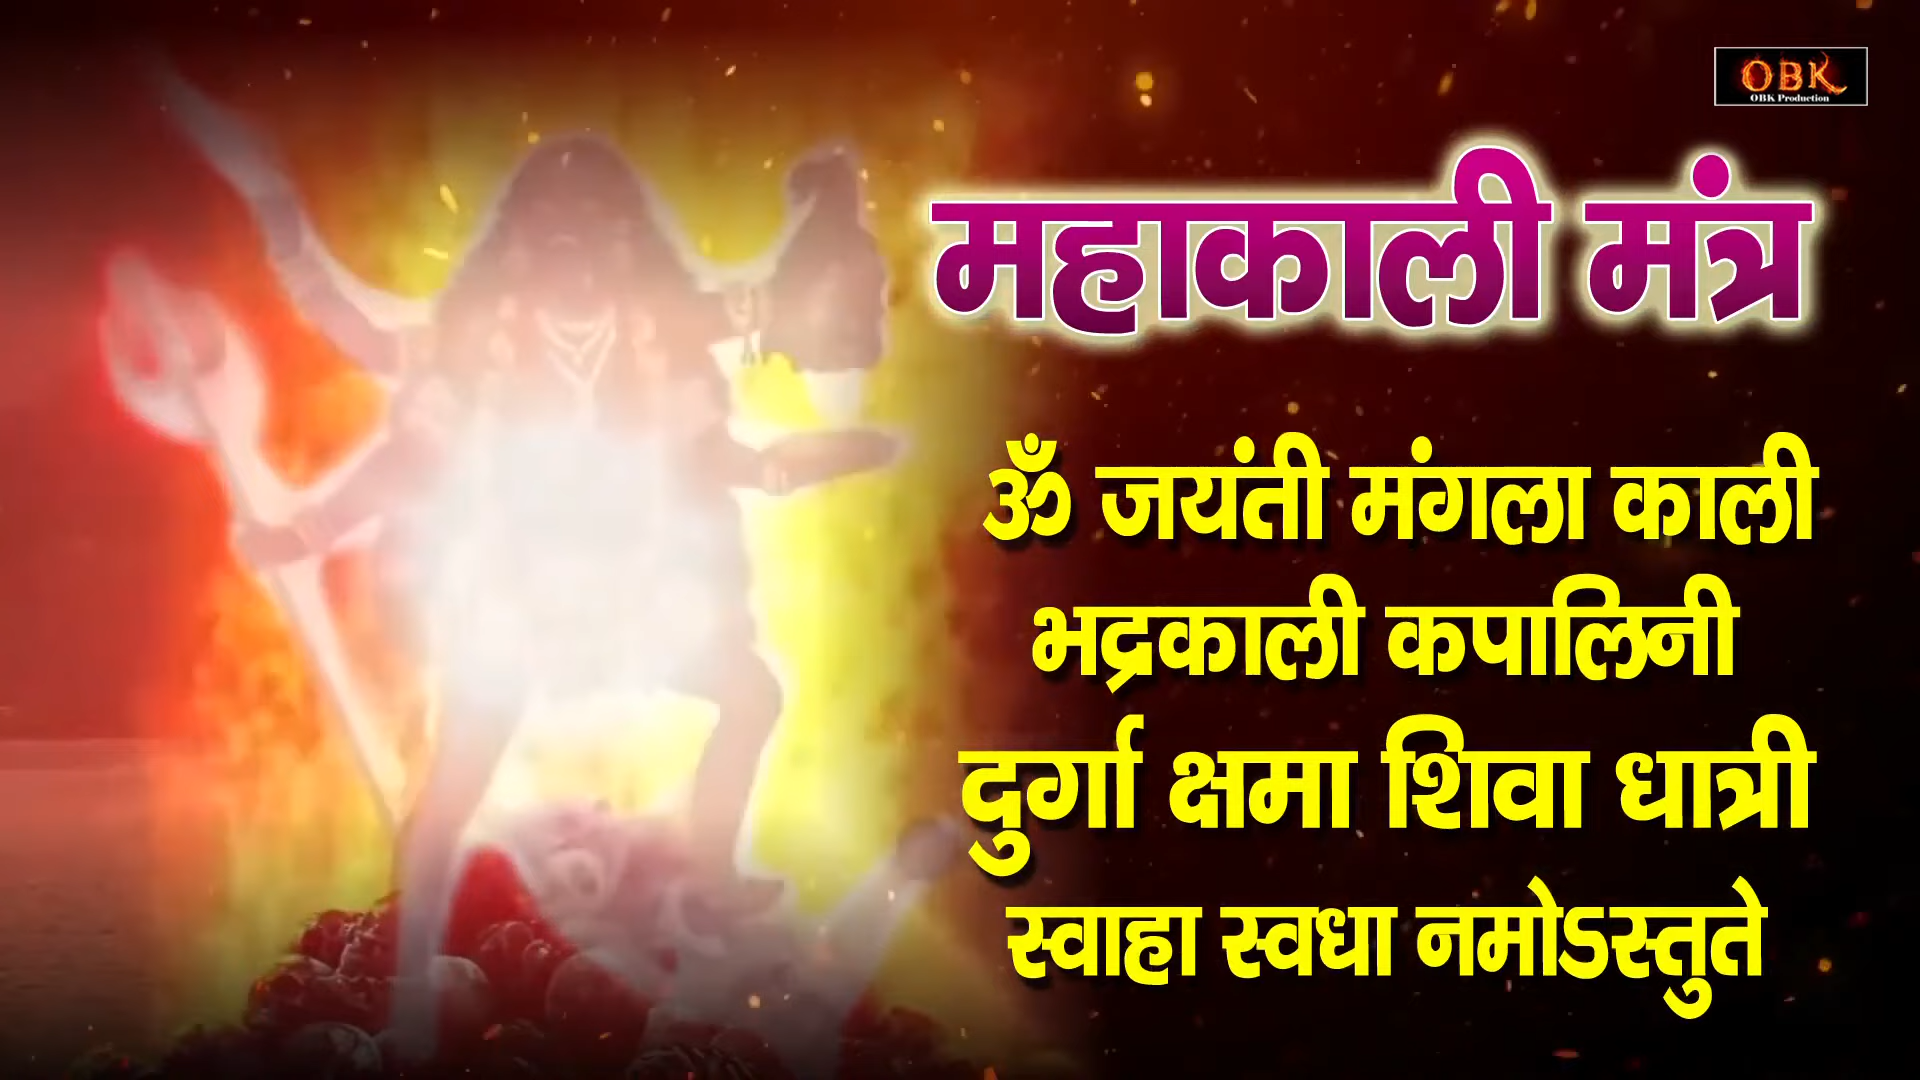 OBK
OBK Production
महाकाली मंत्र
ॐ जयंती मंगला काली
भद्रकाली कपालिनी
दुर्गा क्षमा शिवा धात्री
स्वाहा स्वधा नमोऽस्तुते